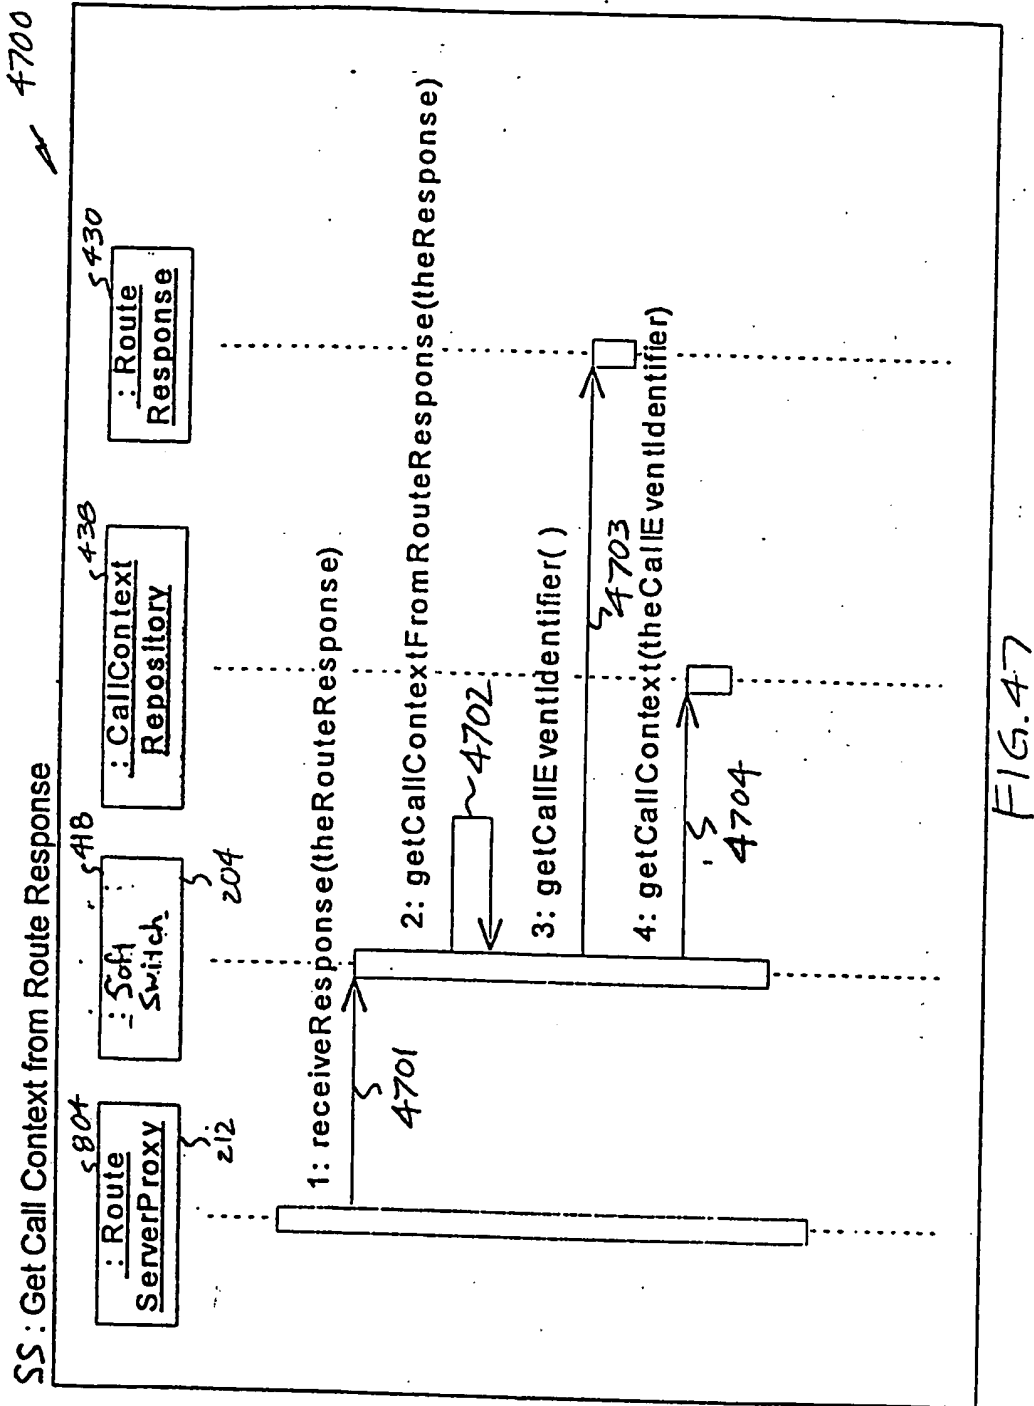 4700
SS : Get Call Context from Route Response
804
: Route
ServerProxy
212
418
: Soft
Switch
204
438
: CallContext
Repository
430
: Route
Response
1: receiveResponse(theRouteResponse)
4701
2: getCallContextFromRouteResponse(theResponse)
4702
3: getCallEventIdentifier( )
4703
4: getCallContext(theCallEventIdentifier)
4704
FIG. 47